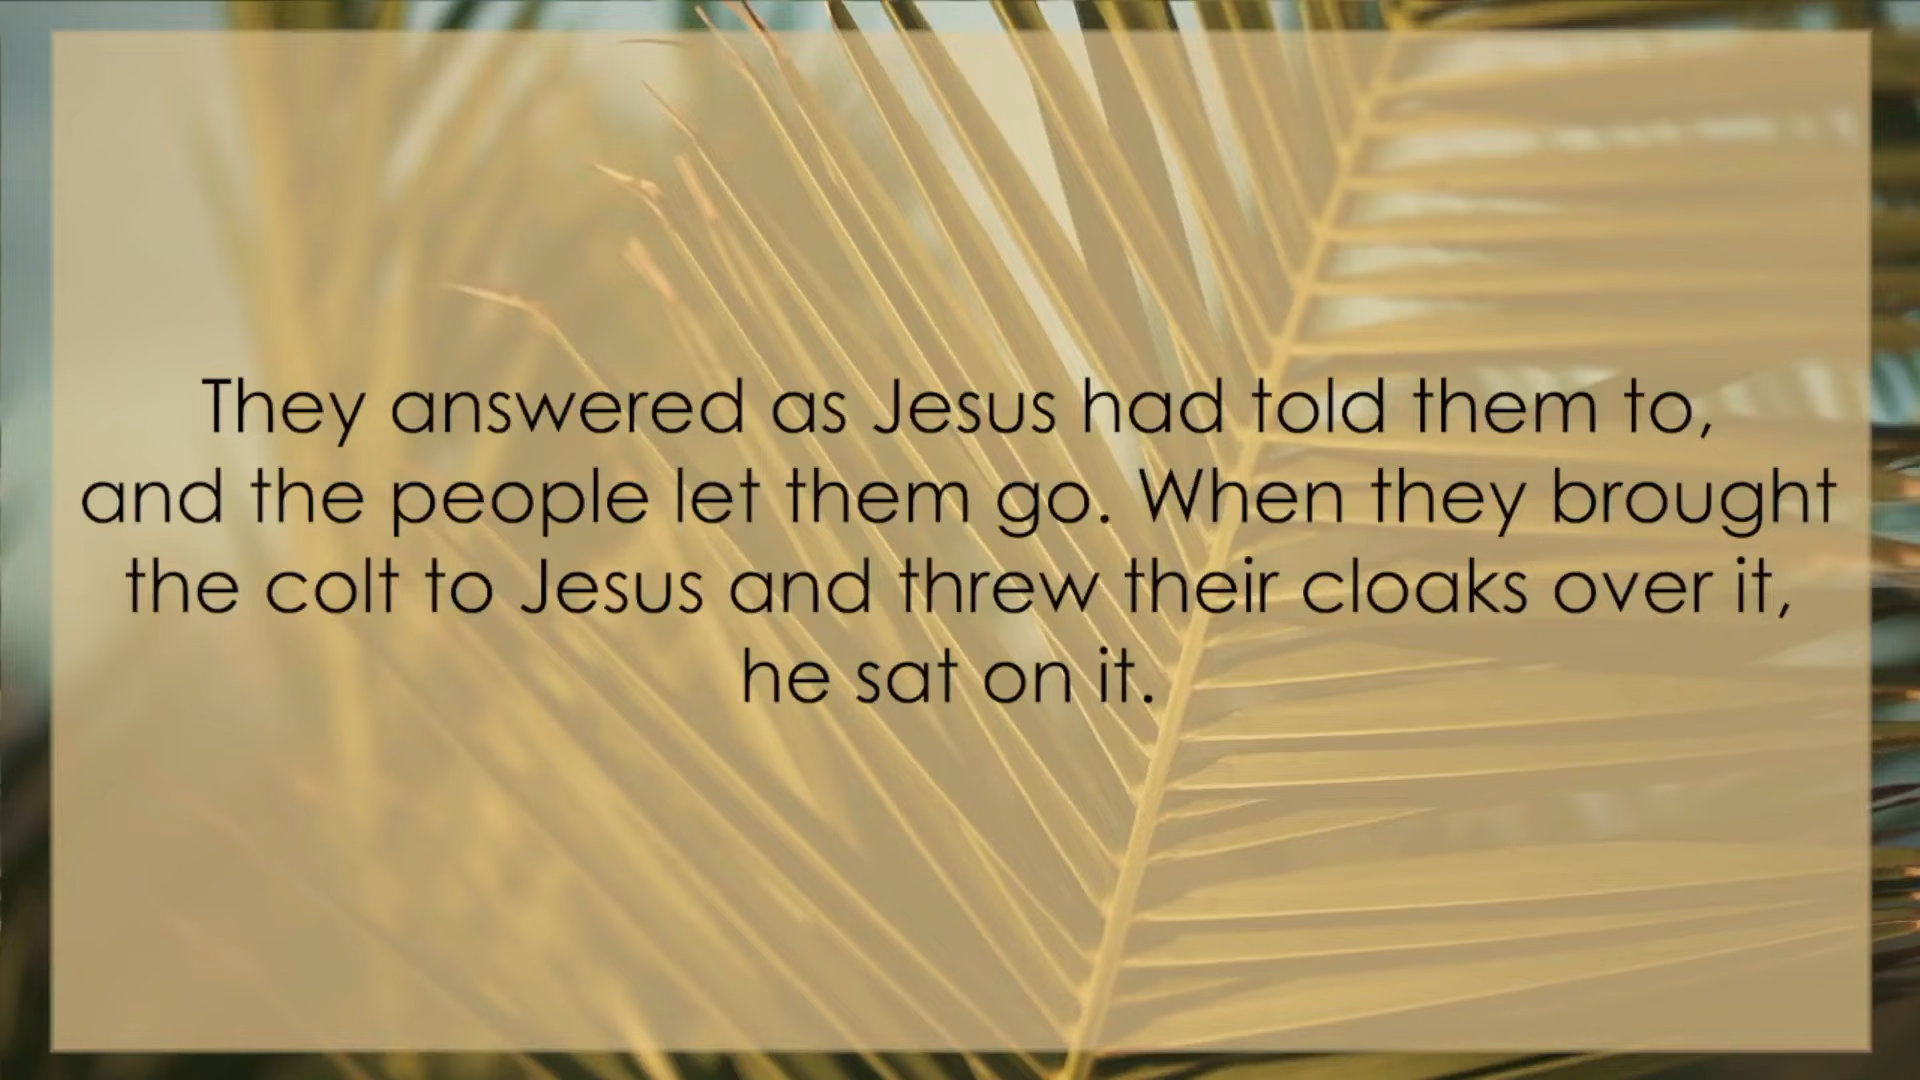 They answered as Jesus had told them to,
and the people let them go. When they brought
the colt to Jesus and threw their cloaks over it,
he sat on it.